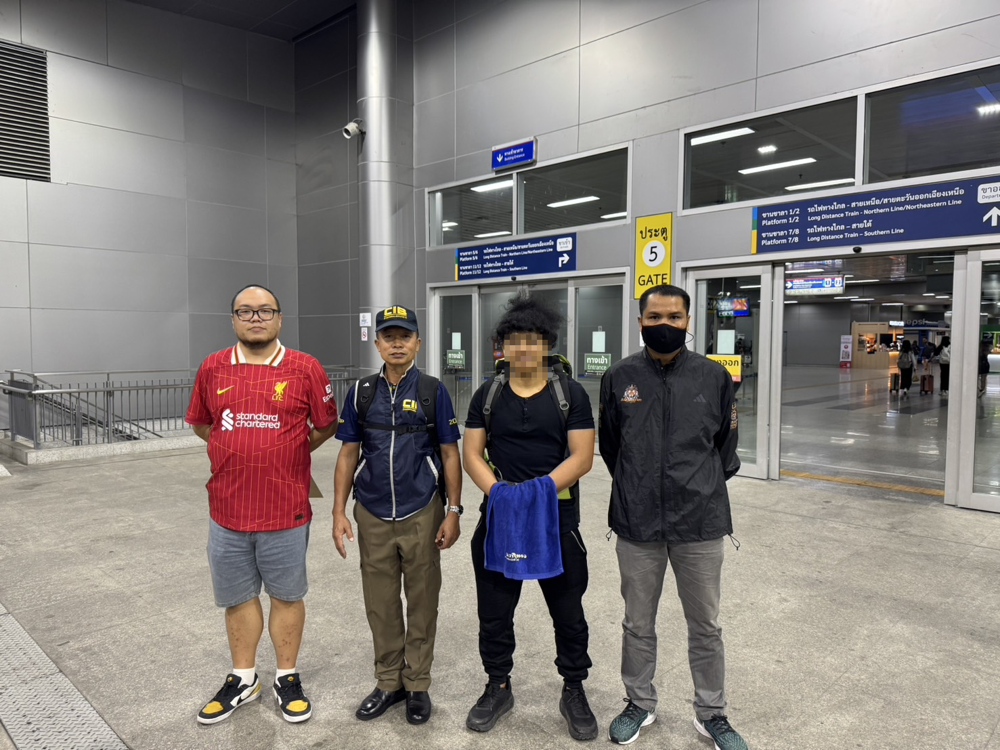 ทางเข้าอาคาร
Building Entrance
ชานชาลา 5/6 รถไฟทางไกล - สายเหนือ/สายตะวันออกเฉียงเหนือ
Platform 5/6 Long Distance Train - Northern Line/Northeastern Line
ชานชาลา 11/12 รถไฟทางไกล - สายใต้
Platform 11/12 Long Distance Train - Southern Line
ขาเข้า
ประตู
5
GATE
ชานชาลา 1/2 รถไฟทางไกล - สายเหนือ/สายตะวันออกเฉียงเหนือ
Platform 1/2 Long Distance Train - Northern Line/Northeastern Line
ชานชาลา 7/8 รถไฟทางไกล - สายใต้
Platform 7/8 Long Distance Train - Southern Line
ทางเข้า
Entrance
ทางเข้า
Entrance
CIB
CIB
L.F.C.
standard
chartered